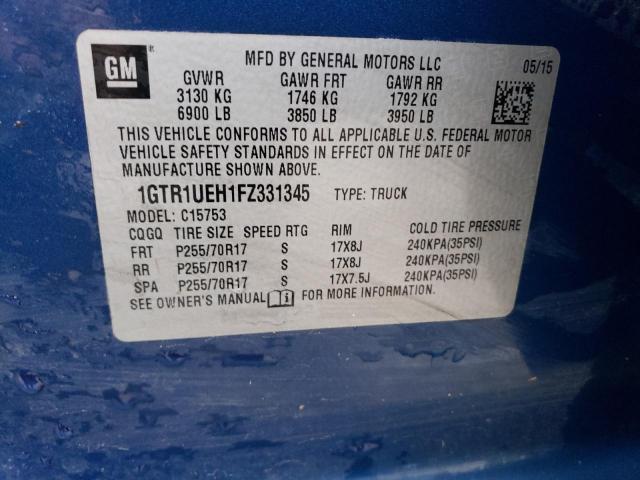 GM
MFD BY GENERAL MOTORS LLC 05/15
GVWR GAWR FRT GAWR RR
3130 KG 1746 KG 1792 KG
6900 LB 3850 LB 3950 LB
THIS VEHICLE CONFORMS TO ALL APPLICABLE U.S. FEDERAL MOTOR
VEHICLE SAFETY STANDARDS IN EFFECT ON THE DATE OF
MANUFACTURE SHOWN ABOVE.
1GTR1UEH1FZ331345 TYPE: TRUCK
MODEL: C15753
CQGQ TIRE SIZE SPEED RTG RIM COLD TIRE PRESSURE
FRT P255/70R17 S 17X8J 240KPA(35PSI)
RR P255/70R17 S 17X8J 240KPA(35PSI)
SPA P255/70R17 S 17X7.5J 240KPA(35PSI)
SEE OWNER'S MANUAL i FOR MORE INFORMATION.